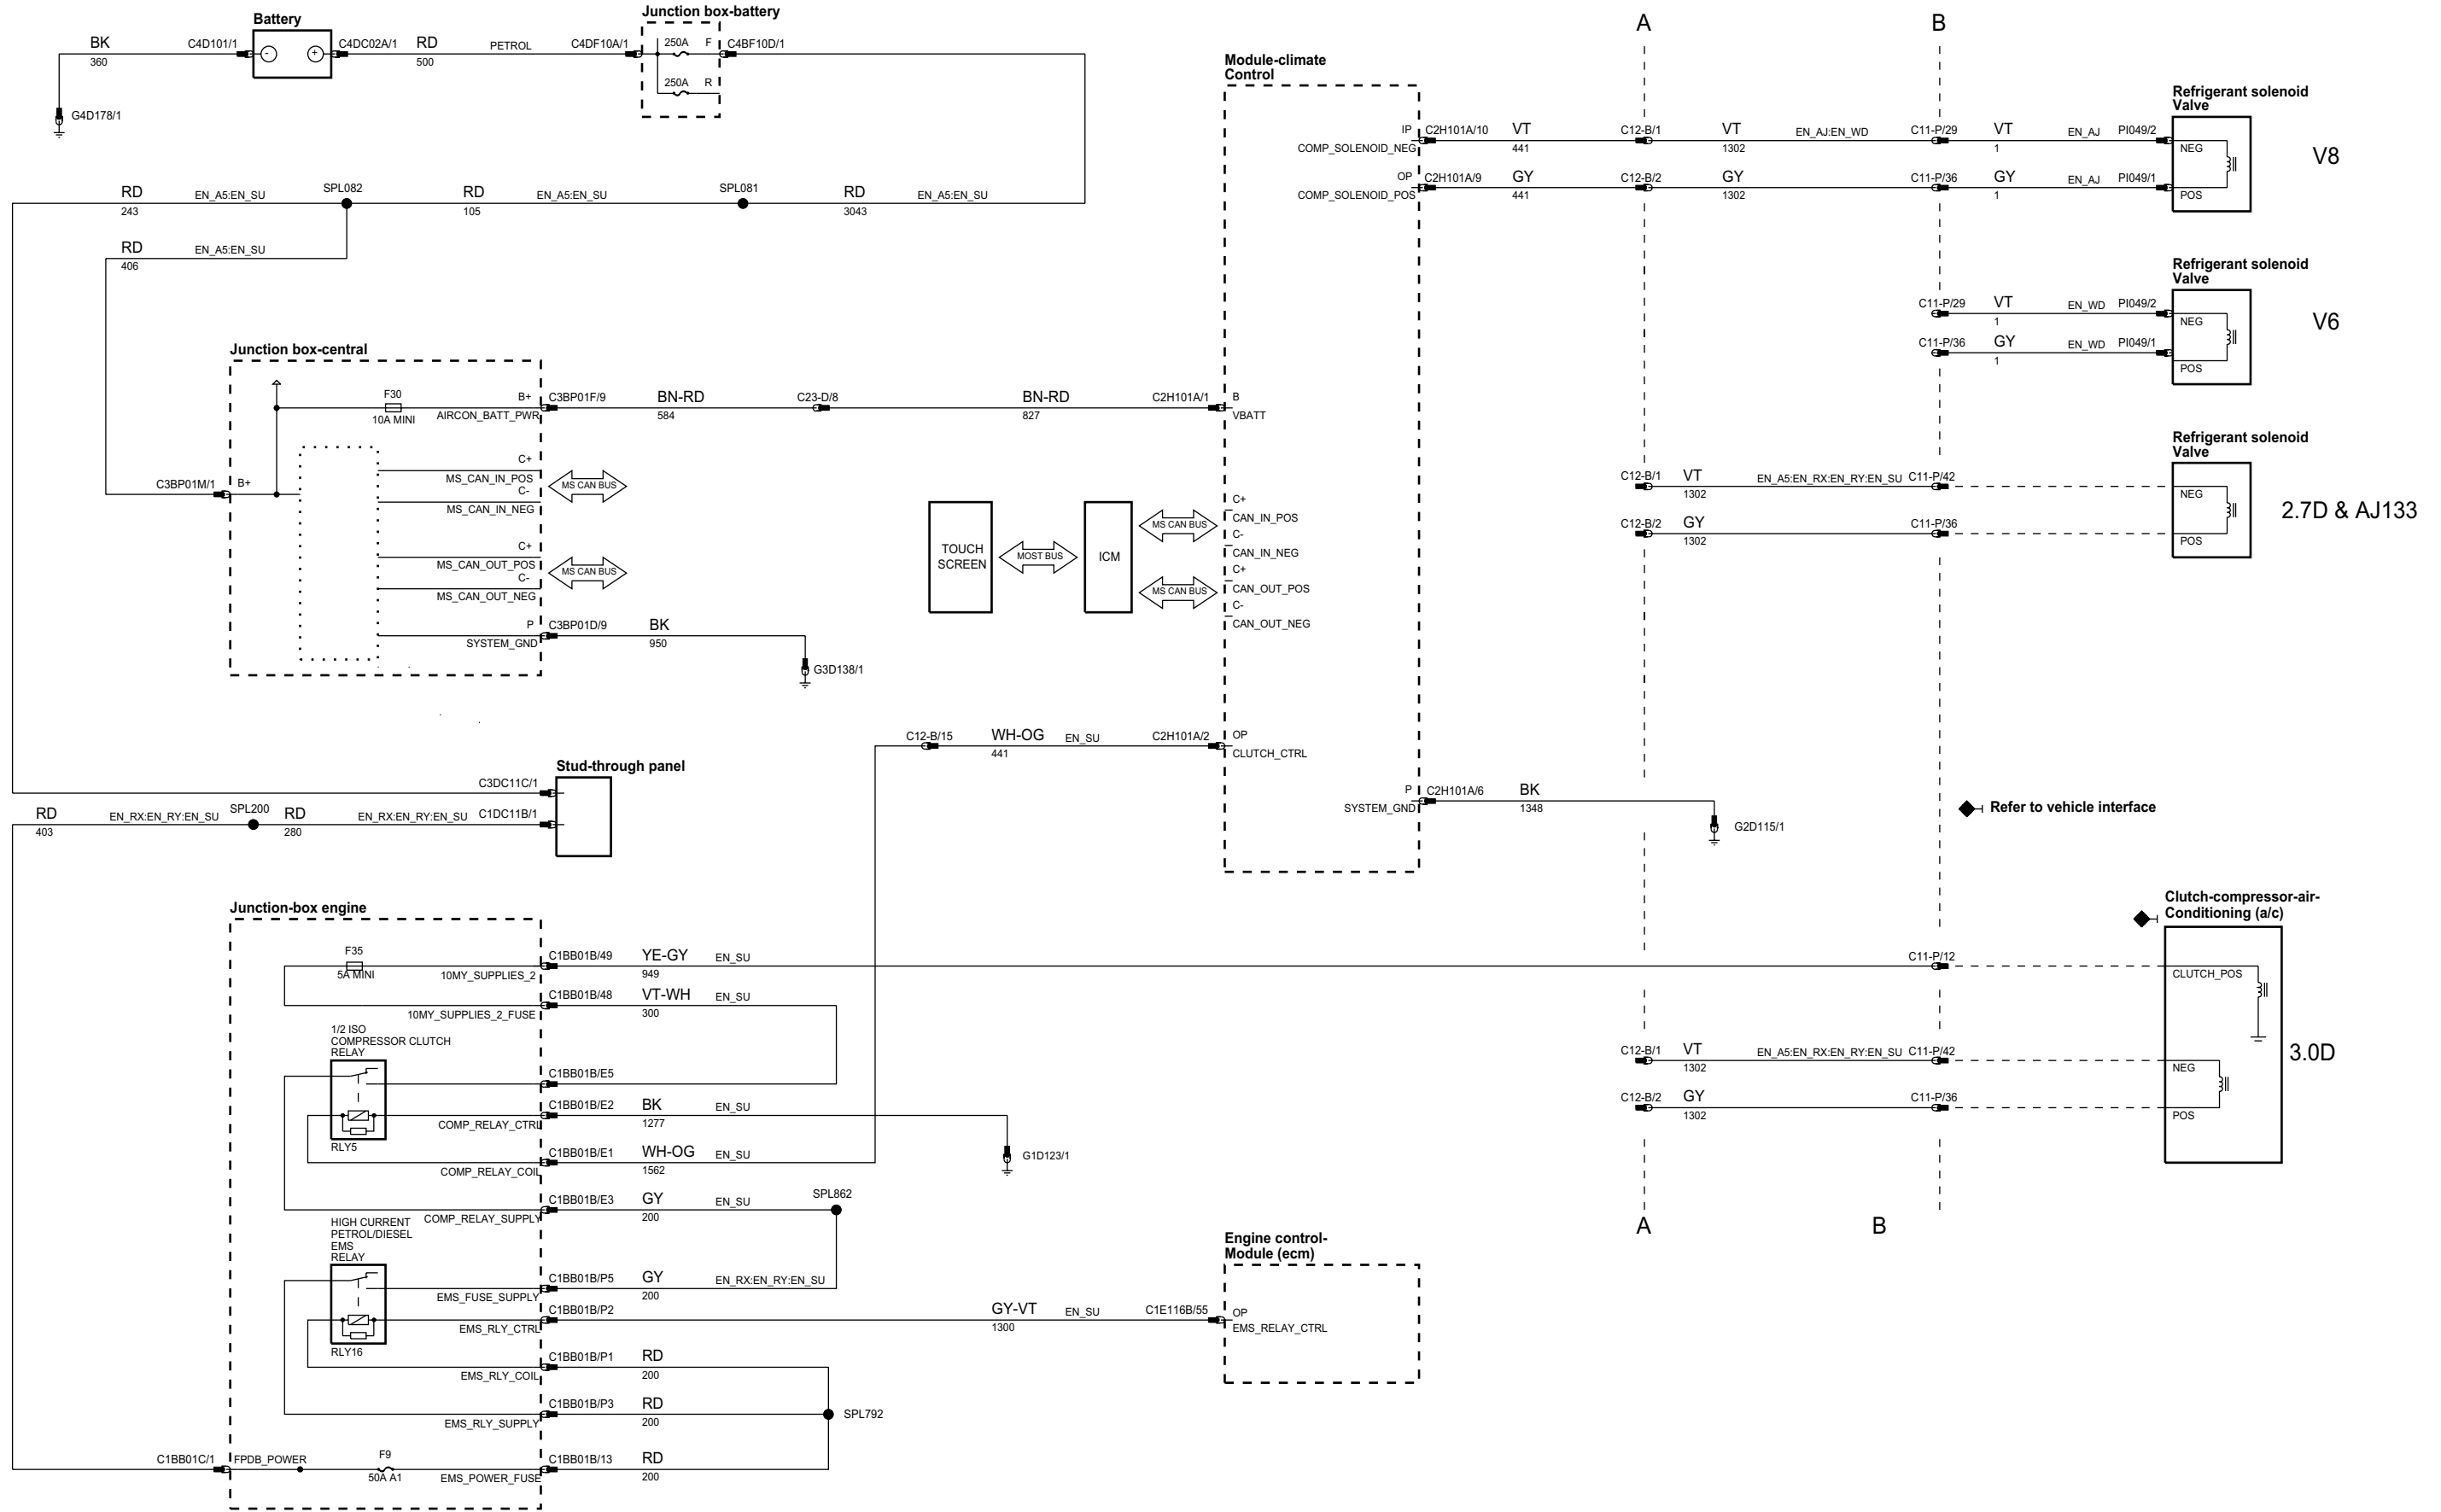 Battery
BK
360
C4D101/1
-
+
C4DC02A/1
RD
500
PETROL
C4DF10A/1
Junction box-battery
250A F
250A R
C4BF10D/1
G4D178/1
RD
243
EN_A5:EN_SU
SPL082
RD
105
EN_A5:EN_SU
SPL081
RD
3043
EN_A5:EN_SU
RD
406
EN_A5:EN_SU
Junction box-central
F30
10A MINI
B+
AIRCON_BATT_PWR
C3BP01F/9
BN-RD
584
C23-D/8
BN-RD
827
C2H101A/1
B
VBATT
C3BP01M/1
B+
C+
MS_CAN_IN_POS
C-
MS_CAN_IN_NEG
MS CAN BUS
C+
MS_CAN_OUT_POS
C-
MS_CAN_OUT_NEG
MS CAN BUS
P
SYSTEM_GND
C3BP01D/9
BK
950
G3D138/1
TOUCH
SCREEN
MOST BUS
ICM
MS CAN BUS
MS CAN BUS
Module-climate
Control
IP
COMP_SOLENOID_NEG
OP
COMP_SOLENOID_POS
C+
CAN_IN_POS
C-
CAN_IN_NEG
C+
CAN_OUT_POS
C-
CAN_OUT_NEG
C12-B/15
WH-OG
441
EN_SU
C2H101A/2
OP
CLUTCH_CTRL
P
SYSTEM_GND
C2H101A/6
BK
1348
G2D115/1
A
B
C2H101A/10
VT
441
C12-B/1
VT
1302
EN_AJ:EN_WD
C11-P/29
VT
1
EN_AJ
PI049/2
C2H101A/9
GY
441
C12-B/2
GY
1302
C11-P/36
GY
1
EN_AJ
PI049/1
Refrigerant solenoid
Valve
NEG
POS
V8
Refrigerant solenoid
Valve
C11-P/29
VT
1
EN_WD
PI049/2
C11-P/36
GY
1
EN_WD
PI049/1
NEG
POS
V6
Refrigerant solenoid
Valve
C12-B/1
VT
1302
EN_A5:EN_RX:EN_RY:EN_SU
C11-P/42
C12-B/2
GY
1302
C11-P/36
NEG
POS
2.7D & AJ133
Refer to vehicle interface
Stud-through panel
C3DC11C/1
RD
403
EN_RX:EN_RY:EN_SU
SPL200
RD
280
EN_RX:EN_RY:EN_SU
C1DC11B/1
Junction-box engine
F35
5A MINI
10MY_SUPPLIES_2
C1BB01B/49
YE-GY
949
EN_SU
C11-P/12
10MY_SUPPLIES_2_FUSE
C1BB01B/48
VT-WH
300
EN_SU
1/2 ISO
COMPRESSOR CLUTCH
RELAY
RLY5
C1BB01B/E5
C1BB01B/E2
BK
1277
EN_SU
COMP_RELAY_CTRL
G1D123/1
C1BB01B/E1
WH-OG
1562
EN_SU
COMP_RELAY_COIL
C1BB01B/E3
GY
200
EN_SU
SPL862
COMP_RELAY_SUPPLY
HIGH CURRENT
PETROL/DIESEL
EMS
RELAY
RLY16
C1BB01B/P5
GY
200
EN_RX:EN_RY:EN_SU
EMS_FUSE_SUPPLY
C1BB01B/P2
EMS_RLY_CTRL
GY-VT
1300
EN_SU
C1E116B/55
OP
EMS_RELAY_CTRL
Engine control-
Module (ecm)
C1BB01B/P1
RD
200
EMS_RLY_COIL
C1BB01B/P3
RD
200
EMS_RLY_SUPPLY
SPL792
C1BB01C/1
FPDB_POWER
F9
50A A1
EMS_POWER_FUSE
C1BB01B/13
RD
200
Clutch-compressor-air-
Conditioning (a/c)
CLUTCH_POS
C12-B/1
VT
1302
EN_A5:EN_RX:EN_RY:EN_SU
C11-P/42
C12-B/2
GY
1302
C11-P/36
NEG
POS
3.0D
A
B